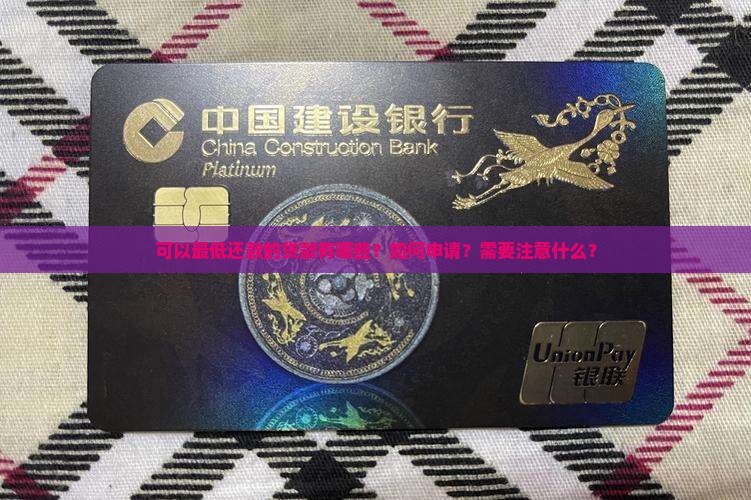 中国建设银行
China Construction Bank
Platinum
可以最低还款的贷款有哪些？如何申请？需要注意什么？
UnionPay
银联